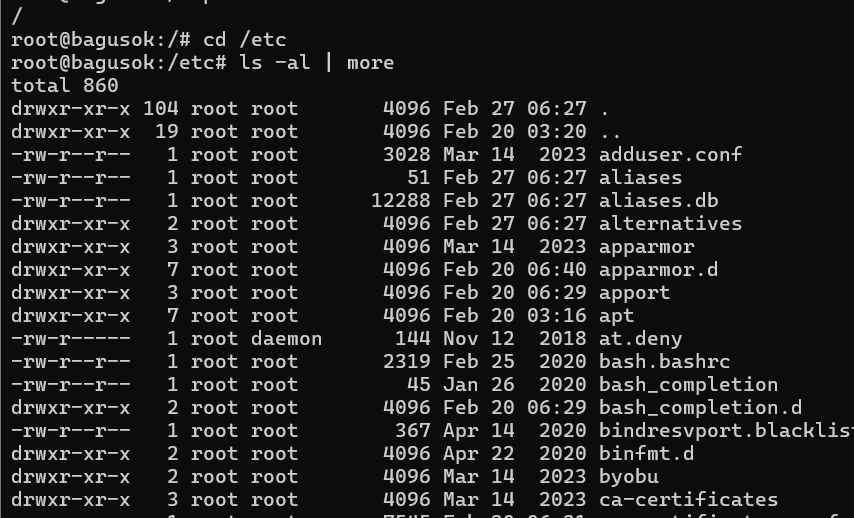 /
root@bagusok:/# cd /etc
root@bagusok:/etc# ls -al | more
total 860
drwxr-xr-x 104 root root       4096 Feb 27 06:27 .
drwxr-xr-x  19 root root       4096 Feb 20 03:20 ..
-rw-r--r--   1 root root       3028 Mar 14  2023 adduser.conf
-rw-r--r--   1 root root         51 Feb 27 06:27 aliases
-rw-r--r--   1 root root      12288 Feb 27 06:27 aliases.db
drwxr-xr-x   2 root root       4096 Feb 27 06:27 alternatives
drwxr-xr-x   3 root root       4096 Mar 14  2023 apparmor
drwxr-xr-x   7 root root       4096 Feb 20 06:40 apparmor.d
drwxr-xr-x   3 root root       4096 Feb 20 06:29 apport
drwxr-xr-x   7 root root       4096 Feb 20 03:16 apt
-rw-r-----   1 root daemon      144 Nov 12  2018 at.deny
-rw-r--r--   1 root root       2319 Feb 25  2020 bash.bashrc
-rw-r--r--   1 root root         45 Jan 26  2020 bash_completion
drwxr-xr-x   2 root root       4096 Feb 20 06:29 bash_completion.d
-rw-r--r--   1 root root        367 Apr 14  2020 bindresvport.blacklis
drwxr-xr-x   2 root root       4096 Apr 22  2020 binfmt.d
drwxr-xr-x   2 root root       4096 Mar 14  2023 byobu
drwxr-xr-x   3 root root       4096 Mar 14  2023 ca-certificates